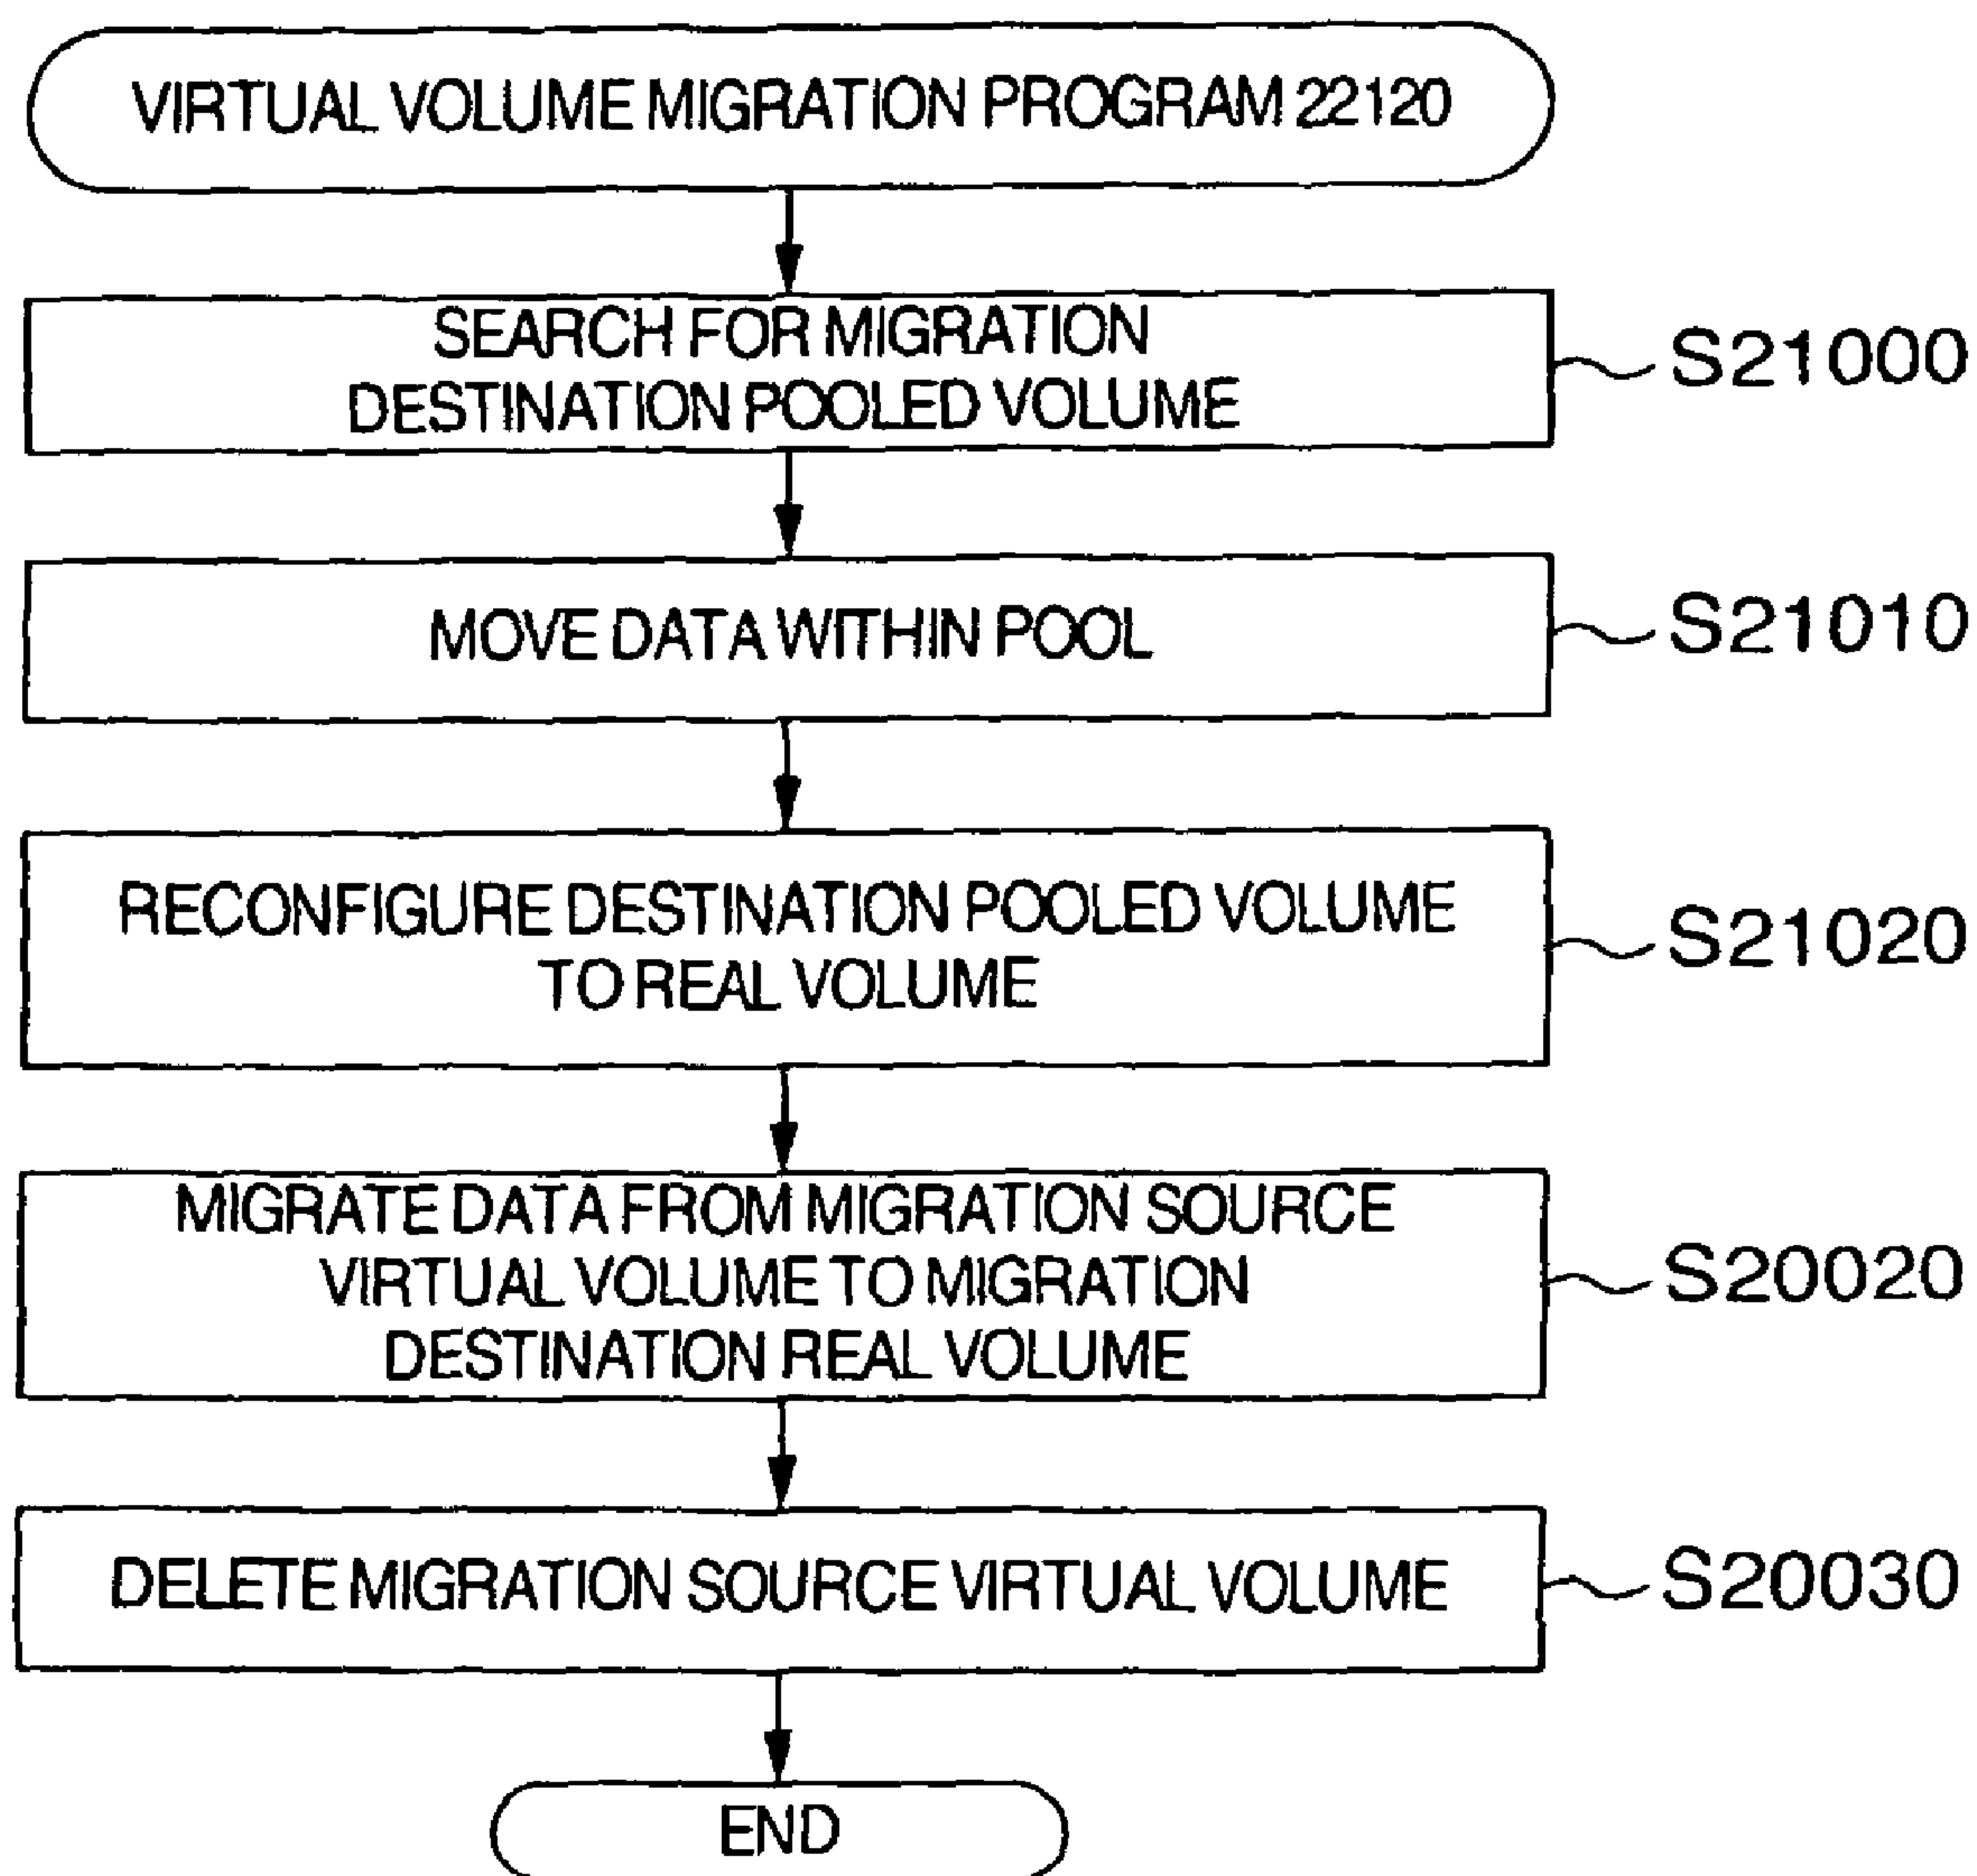 VIRTUAL VOLUME MIGRATION PROGRAM 22120
SEARCH FOR MIGRATION
DESTINATION POOLED VOLUME
S21000
MOVE DATA WITHIN POOL
S21010
RECONFIGURE DESTINATION POOLED VOLUME
TO REAL VOLUME
S21020
MIGRATE DATA FROM MIGRATION SOURCE
VIRTUAL VOLUME TO MIGRATION
DESTINATION REAL VOLUME
S20020
DELETE MIGRATION SOURCE VIRTUAL VOLUME
S20030
END